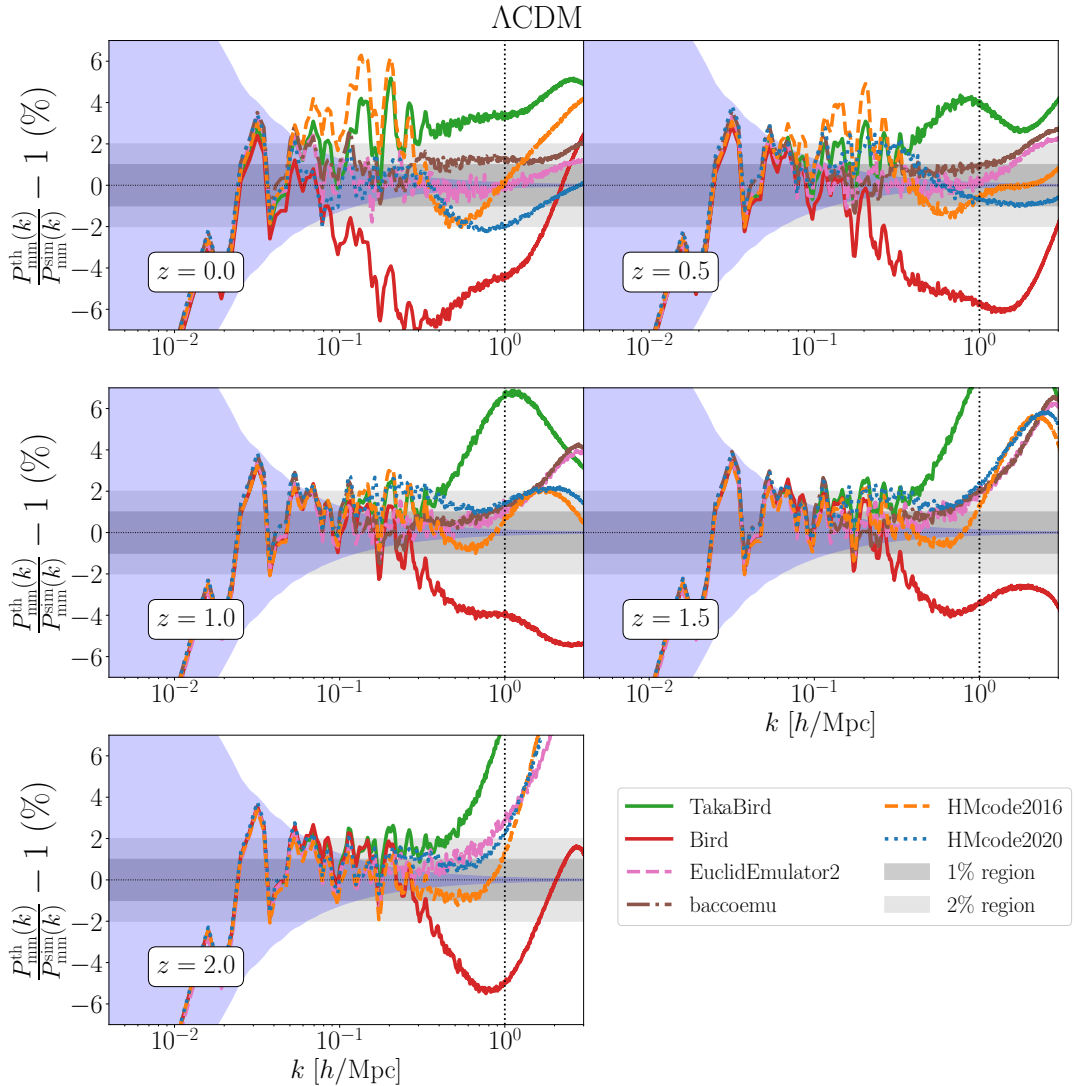 ΛCDM
P^th_mm(k)/P^sim_mm(k) − 1 (%)
6
4
2
0
−2
−4
−6
z = 0.0
z = 0.5
10^−2
10^−1
10^0
10^−2
10^−1
10^0
P^th_mm(k)/P^sim_mm(k) − 1 (%)
6
4
2
0
−2
−4
−6
z = 1.0
z = 1.5
10^−2
10^−1
10^0
10^−2
10^−1
10^0
k [h/Mpc]
P^th_mm(k)/P^sim_mm(k) − 1 (%)
6
4
2
0
−2
−4
−6
z = 2.0
10^−2
10^−1
10^0
k [h/Mpc]
TakaBird
Bird
EuclidEmulator2
baccoemu
HMcode2016
HMcode2020
1% region
2% region